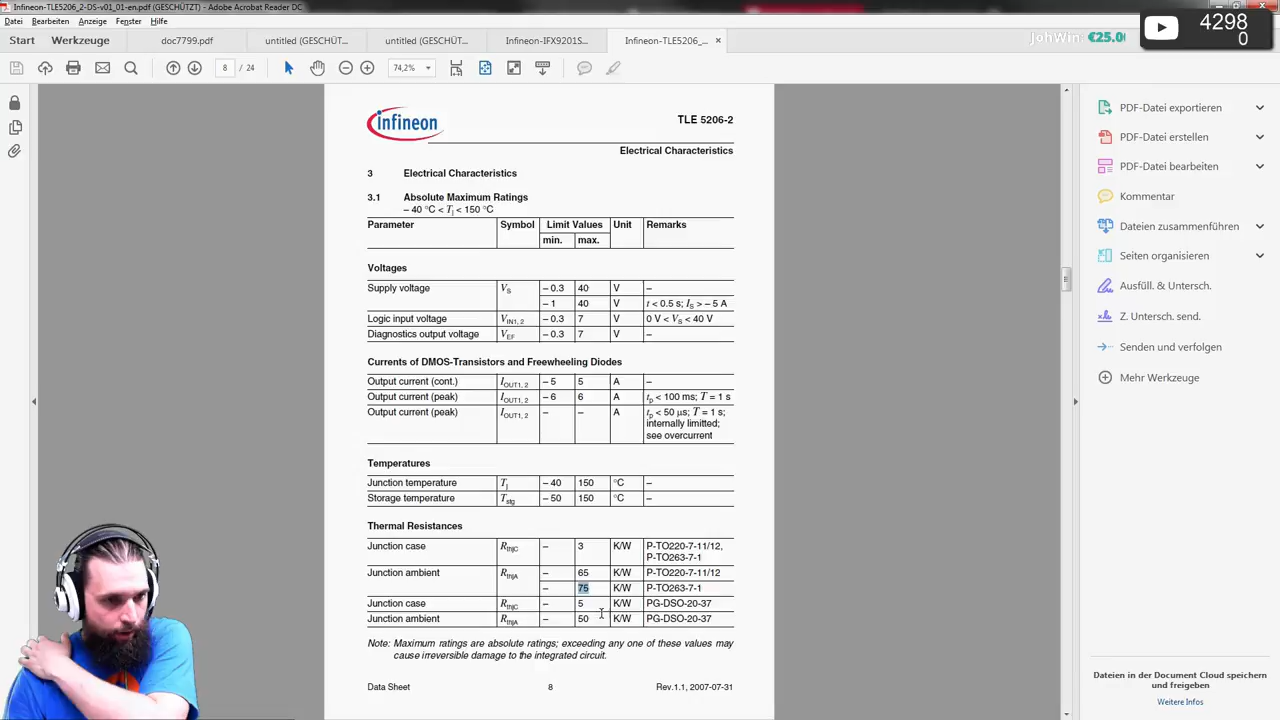 Infineon-TLE5206_2-DS-v01_01-en.pdf (GESCHÜTZT) - Adobe Acrobat Reader DC
Datei Bearbeiten Anzeige Fenster Hilfe
Start Werkzeuge doc7799.pdf untitled (GESCHÜT... untitled (GESCHÜT... Infineon-IFX9201S... Infineon-TLE5206_... ×
JohWin €25.00
4298
0
8 / 24 74,2%
PDF-Datei exportieren
PDF-Datei erstellen
PDF-Datei bearbeiten
Kommentar
Dateien zusammenführen
Seiten organisieren
Ausfüll. & Untersch.
Z. Untersch. send.
Senden und verfolgen
Mehr Werkzeuge
Dateien in der Document Cloud speichern
und freigeben
Weitere Infos
infineon
TLE 5206-2
Electrical Characteristics
3 Electrical Characteristics
3.1 Absolute Maximum Ratings
– 40 °C < Tj < 150 °C
Parameter Symbol Limit Values Unit Remarks
min. max.
Voltages
Supply voltage VS – 0.3 40 V –
– 1 40 V t < 0.5 s; IS > – 5 A
Logic input voltage VIN1, 2 – 0.3 7 V 0 V < VS < 40 V
Diagnostics output voltage VEF – 0.3 7 V –
Currents of DMOS-Transistors and Freewheeling Diodes
Output current (cont.) IOUT1, 2 – 5 5 A –
Output current (peak) IOUT1, 2 – 6 6 A tp < 100 ms; T = 1 s
Output current (peak) IOUT1, 2 – – A tp < 50 µs; T = 1 s;
internally limitted;
see overcurrent
Temperatures
Junction temperature Tj – 40 150 °C –
Storage temperature Tstg – 50 150 °C –
Thermal Resistances
Junction case RthjC – 3 K/W P-TO220-7-11/12,
P-TO263-7-1
Junction ambient RthjA – 65 K/W P-TO220-7-11/12
– 75 K/W P-TO263-7-1
Junction case RthjC – 5 K/W PG-DSO-20-37
Junction ambient RthjA – 50 K/W PG-DSO-20-37
Note: Maximum ratings are absolute ratings; exceeding any one of these values may
cause irreversible damage to the integrated circuit.
Data Sheet 8 Rev.1.1, 2007-07-31